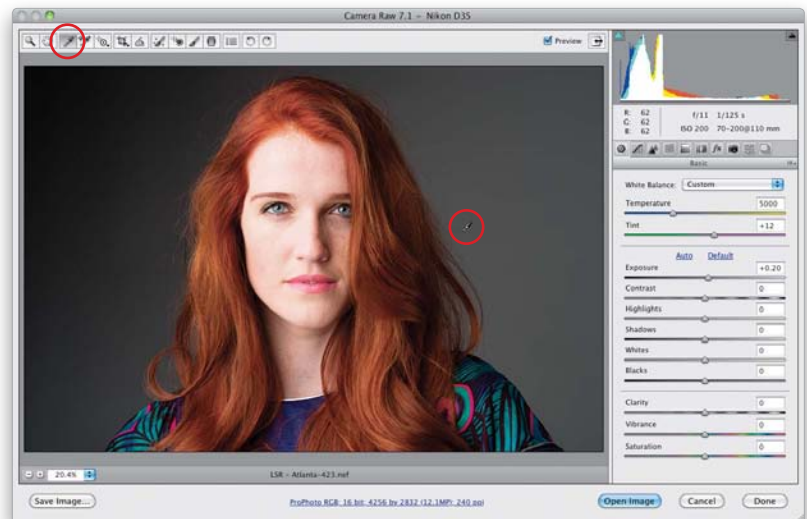 Camera Raw 7.1 – Nikon D3S
Preview
R: 62
G: 62
B: 62
f/11 1/125 s
ISO 200 70-200@110 mm
Basic
White Balance: Custom
Temperature 5000
Tint +12
Auto Default
Exposure +0.20
Contrast 0
Highlights 0
Shadows 0
Whites 0
Blacks 0
Clarity 0
Vibrance 0
Saturation 0
20.4%
LSR – Atlanta-423.nef
Save Image...
ProPhoto RGB; 16 bit; 4256 by 2832 (12.1MP); 240 ppi
Open Image
Cancel
Done